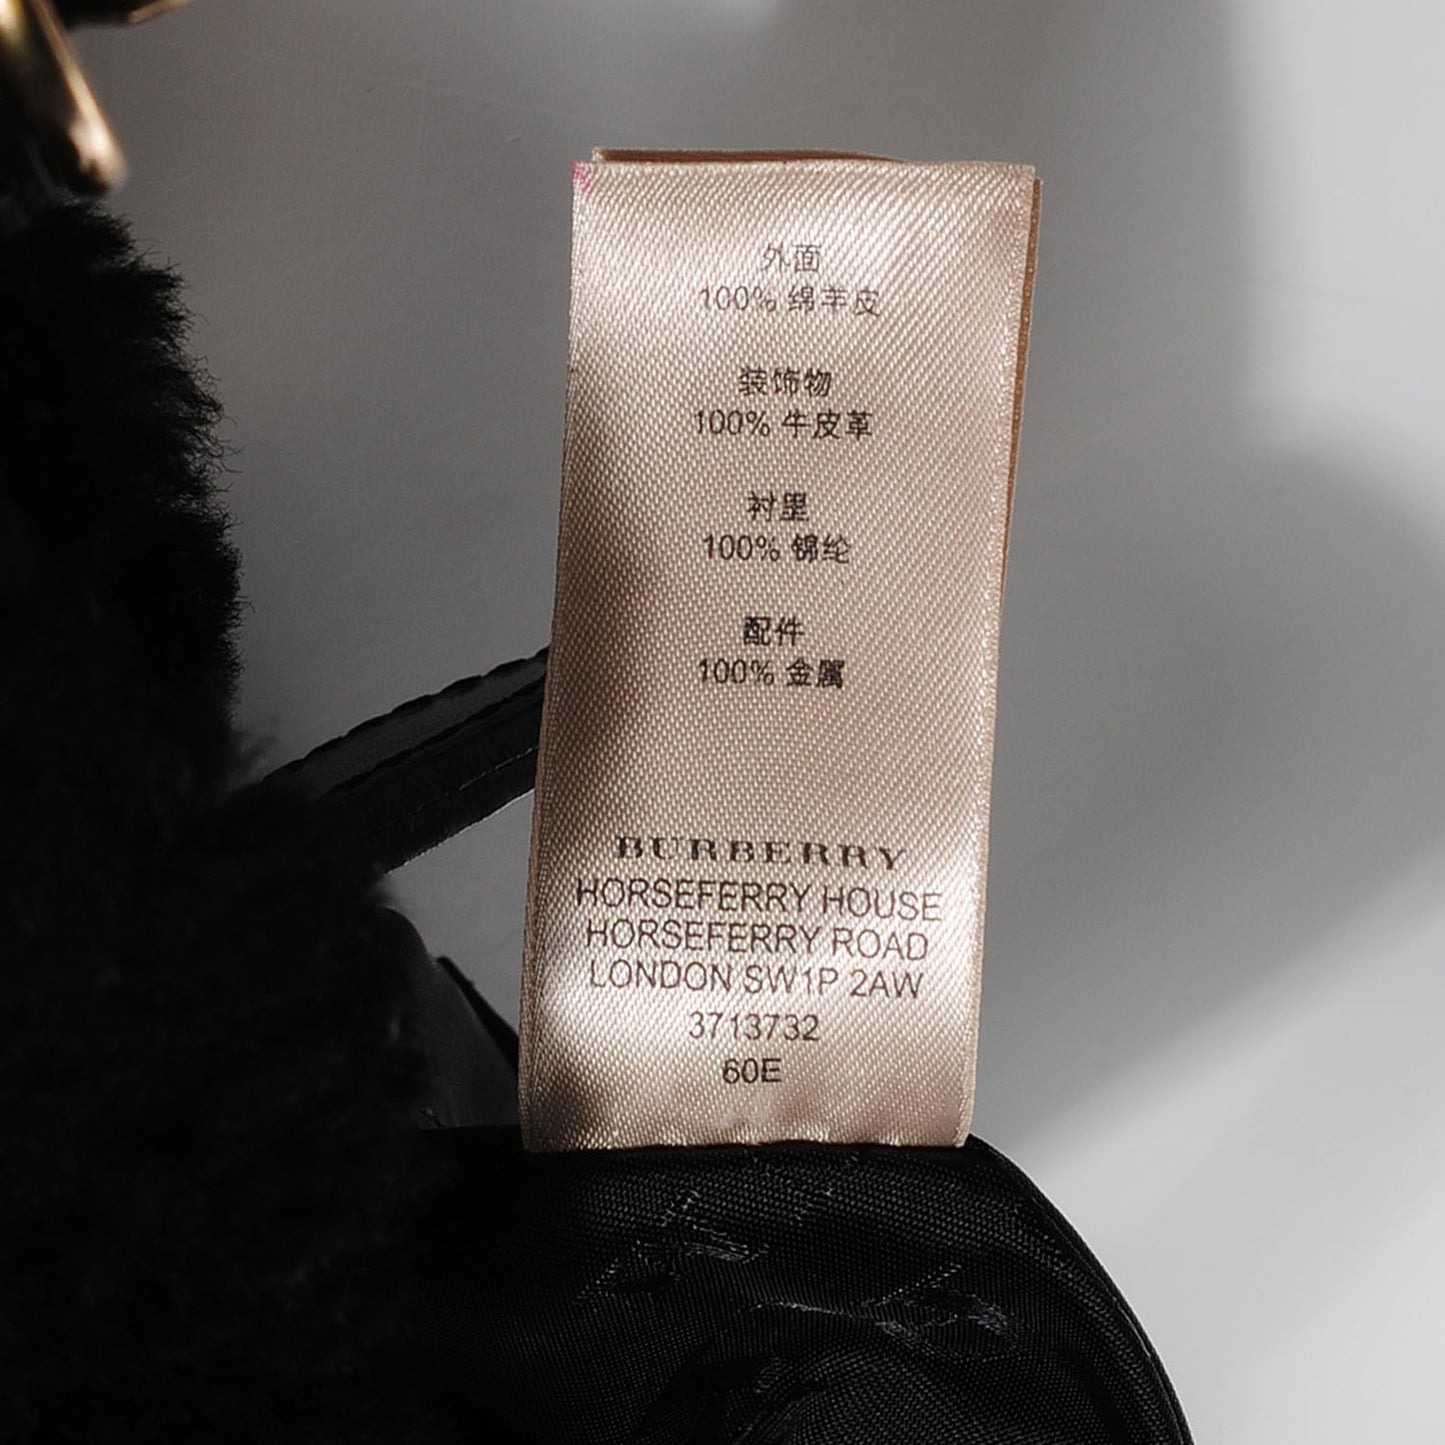 外面
100% 绵羊皮
装饰物
100% 牛皮革
衬里
100% 锦纶
配件
100% 金属
BURBERRY
HORSEFERRY HOUSE
HORSEFERRY ROAD
LONDON SW1P 2AW
3713732
60E